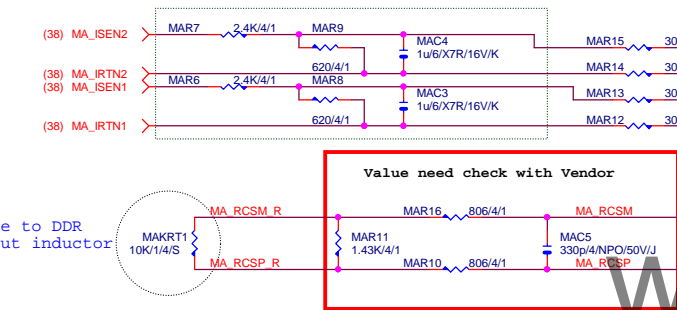 (38) MA_ISEN2 MAR7 2.4K/4/1 MAR9
MAC4
1u/6/X7R/16V/K
MAR15 30
(38) MA_IRTN2 620/4/1 MAR14 30
(38) MA_ISEN1 MAR6 2.4K/4/1 MAR8
MAC3
1u/6/X7R/16V/K
MAR13 30
(38) MA_IRTN1 620/4/1 MAR12 30
Value need check with Vendor
MA_RCSM_R MAR16 806/4/1 MA_RCSM
e to DDR
ut inductor
MAKRT1
10K/1/4/S
MAR11
1.43K/4/1
MAC5
330p/4/NPO/50V/J
MA_RCSP_R MAR10 806/4/1 MA_RCSP